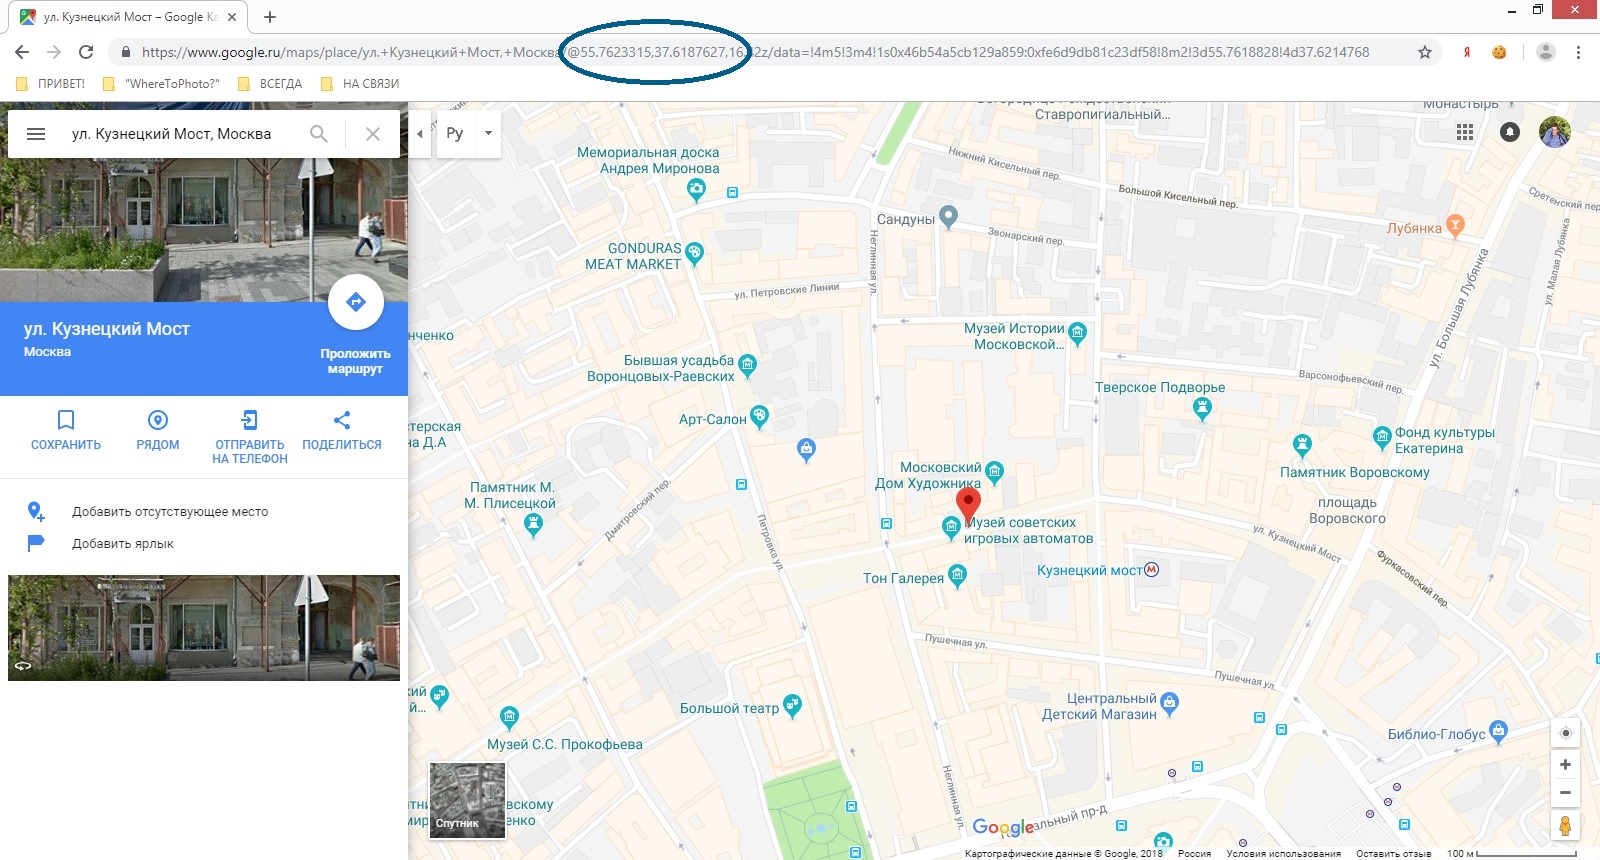 ул. Кузнецкий Мост – Google Ка
https://www.google.ru/maps/place/ул.+Кузнецкий+Мост,+Москва/@55.7623315,37.6187627,16.42z/data=!4m5!3m4!1s0x46b54a5cb129a859:0xfe6d9db81c23df58!8m2!3d55.7618828!4d37.6214768
Я
ПРИВЕТ!
"WhereToPhoto?"
ВСЕГДА
НА СВЯЗИ
ул. Кузнецкий Мост, Москва
Ру
ул. Кузнецкий Мост
Москва
Проложить
маршрут
СОХРАНИТЬ
РЯДОМ
ОТПРАВИТЬ
НА ТЕЛЕФОН
ПОДЕЛИТЬСЯ
Добавить отсутствующее место
Добавить ярлык
Ставропигиальный...
Монастырь
Мемориальная доска
Андрея Миронова
Нижний Кисельный пер.
Большой Кисельный пер.
Сретенский пер.
Сандуны
Звонарский пер.
Лубянка
GONDURAS
MEAT MARKET
Неглинная ул.
ул. Петровские Линии
ул. Большая Лубянка
ул. Малая Лубянка
нченко
Музей Истории
Московской...
Бывшая усадьба
Воронцовых-Раевских
Варсонофьевский пер.
Тверское Подворье
Арт-Салон
стерская
на Д.А
Фонд культуры
Екатерина
Памятник Воровскому
Московский
Дом Художника
Памятник М.
М. Плисецкой
Дмитровский пер.
площадь
Воровского
Петровка ул.
Музей советских
игровых автоматов
ул. Кузнецкий Мост
Фуркасовский пер.
Кузнецкий мост
Тон Галерея
Пушечная ул.
Пушечная ул.
кий
й...
Центральный
Детский Магазин
Большой театр
Библио-Глобус
Музей С.С. Прокофьева
Неглинная ул.
Спутник
Google
альный пр-д
Картографические данные © Google, 2018
Россия
Условия использования
Оставить отзыв
100 м